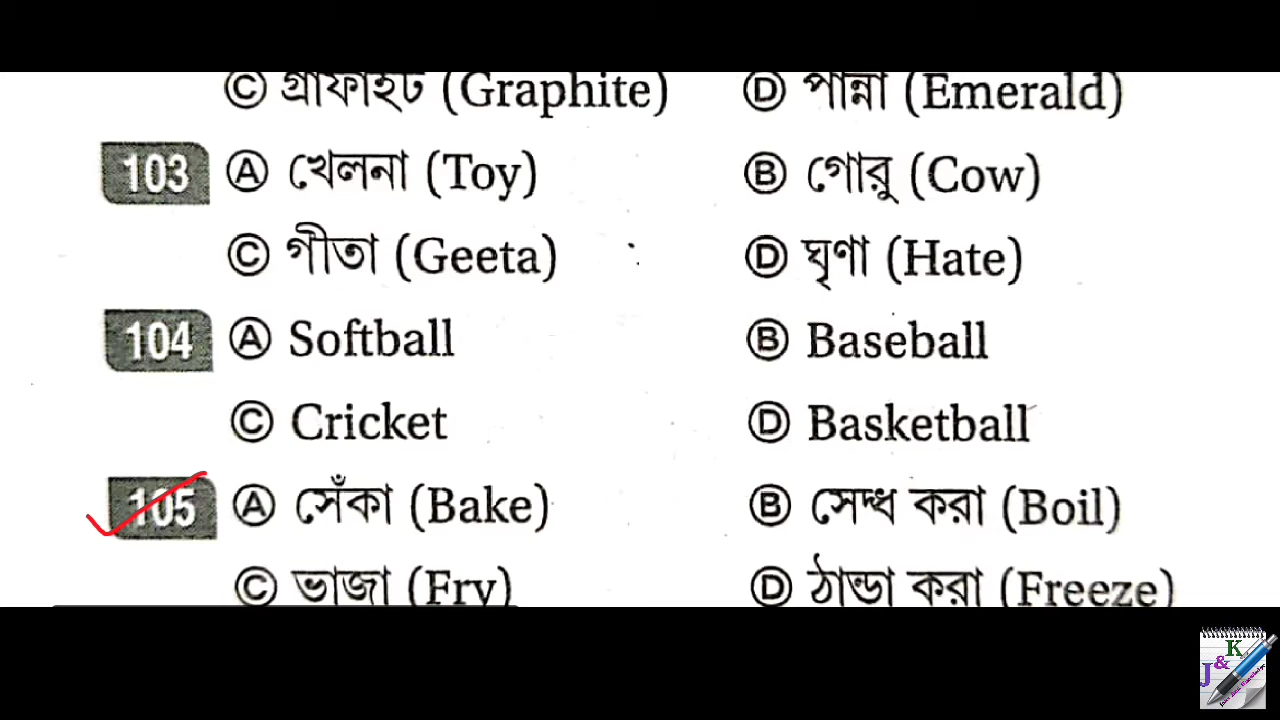 Ⓒ গ্রাফাইট (Graphite) Ⓓ পান্না (Emerald)
103 Ⓐ খেলনা (Toy) Ⓑ গোরু (Cow)
Ⓒ গীতা (Geeta) Ⓓ ঘৃণা (Hate)
104 Ⓐ Softball Ⓑ Baseball
Ⓒ Cricket Ⓓ Basketball
105 Ⓐ সেঁকা (Bake) Ⓑ সেদ্ধ করা (Boil)
Ⓒ ভাজা (Fry) Ⓓ ঠান্ডা করা (Freeze)
J&K